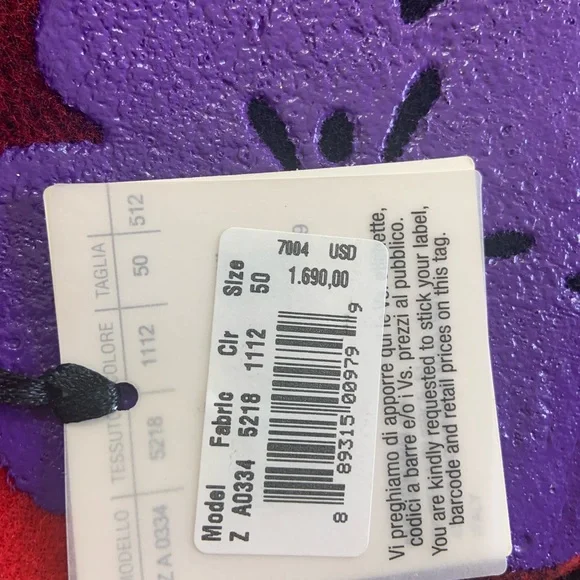 7004 USD
1.690,00
Model Fabric Clr Size
Z A0334 5218 1112 50
8 89315 00979 9
MODELLO TESSUTO COLORE TAGLIA
Z A 0334 5218 1112 50 512
Vi preghiamo di apporre qui le
codici a barre e/o i Vs. prezzi al pubblico.
You are kindly requested to stick your label,
barcode and retail prices on this tag.